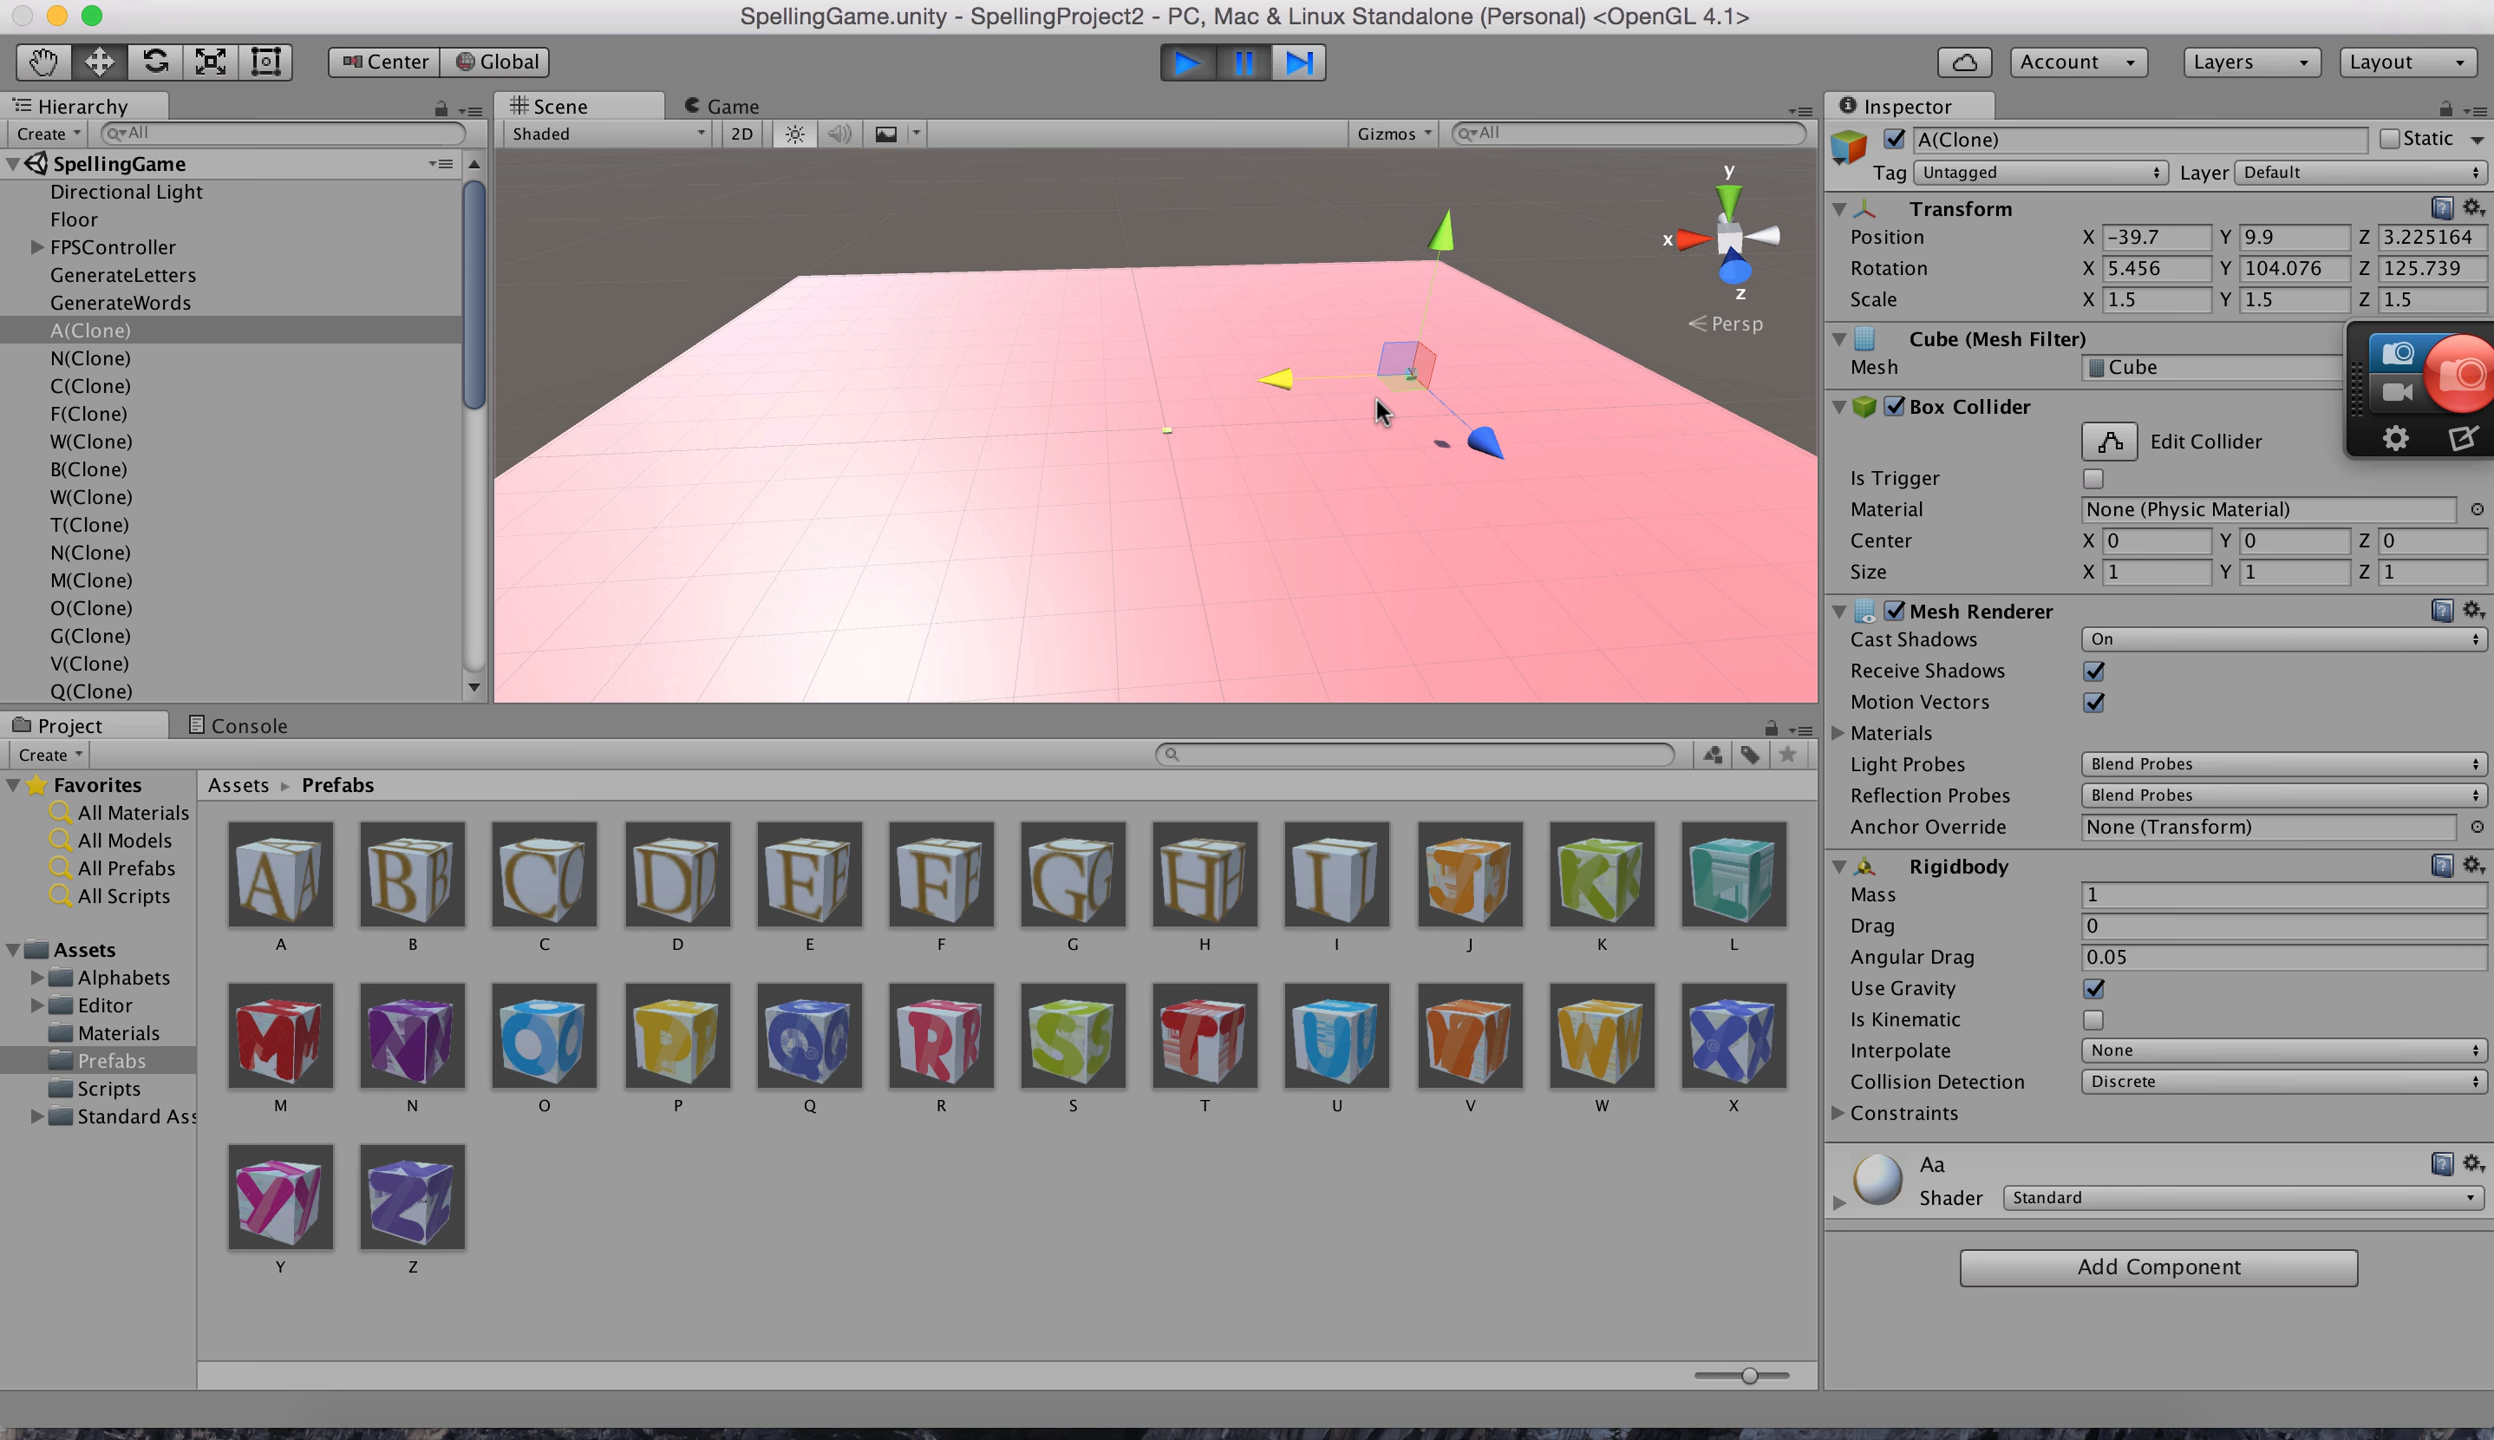 SpellingGame.unity - SpellingProject2 - PC, Mac & Linux Standalone (Personal) <OpenGL 4.1>
Center Global
Account Layers Layout
Hierarchy
Create All
SpellingGame
Directional Light
Floor
FPSController
GenerateLetters
GenerateWords
A(Clone)
N(Clone)
C(Clone)
F(Clone)
W(Clone)
B(Clone)
W(Clone)
T(Clone)
N(Clone)
M(Clone)
O(Clone)
G(Clone)
V(Clone)
Q(Clone)
Scene Game
Shaded 2D Gizmos All
y
x
z
Persp
Inspector
A(Clone) Static
Tag Untagged Layer Default
Transform
Position X -39.7 Y 9.9 Z 3.225164
Rotation X 5.456 Y 104.076 Z 125.739
Scale X 1.5 Y 1.5 Z 1.5
Cube (Mesh Filter)
Mesh Cube
Box Collider
Edit Collider
Is Trigger
Material None (Physic Material)
Center X 0 Y 0 Z 0
Size X 1 Y 1 Z 1
Mesh Renderer
Cast Shadows On
Receive Shadows
Motion Vectors
Materials
Light Probes Blend Probes
Reflection Probes Blend Probes
Anchor Override None (Transform)
Rigidbody
Mass 1
Drag 0
Angular Drag 0.05
Use Gravity
Is Kinematic
Interpolate None
Collision Detection Discrete
Constraints
Aa
Shader Standard
Add Component
Project Console
Create
Favorites
All Materials
All Models
All Prefabs
All Scripts
Assets
Alphabets
Editor
Materials
Prefabs
Scripts
Standard Ass
Assets Prefabs
A B C D E F G H I J K L
M N O P Q R S T U V W X
Y Z